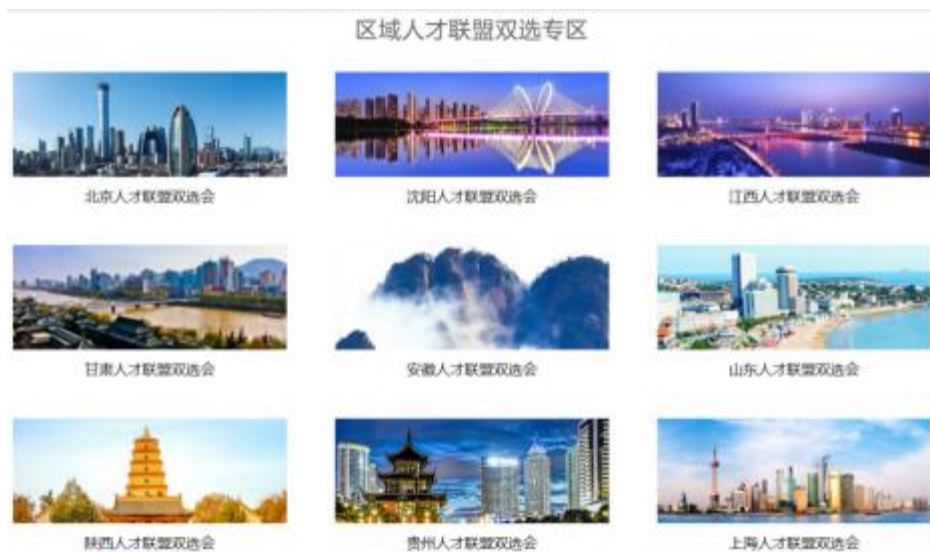 区域人才联盟双选专区
北京人才联盟双选会
沈阳人才联盟双选会
江西人才联盟双选会
甘肃人才联盟双选会
安徽人才联盟双选会
山东人才联盟双选会
陕西人才联盟双选会
贵州人才联盟双选会
上海人才联盟双选会